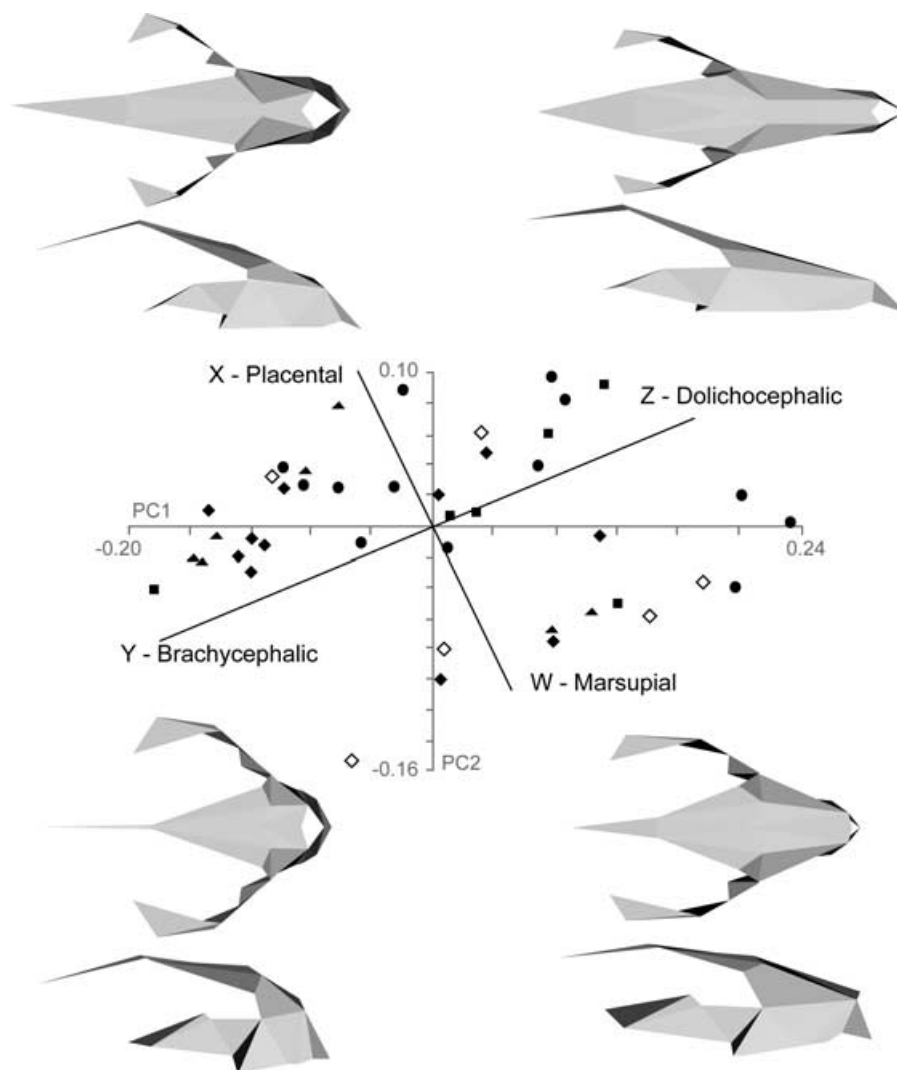 X - Placental
0.10
Z - Dolichocephalic
PC1
-0.20
0.24
Y - Brachycephalic
W - Marsupial
-0.16
PC2